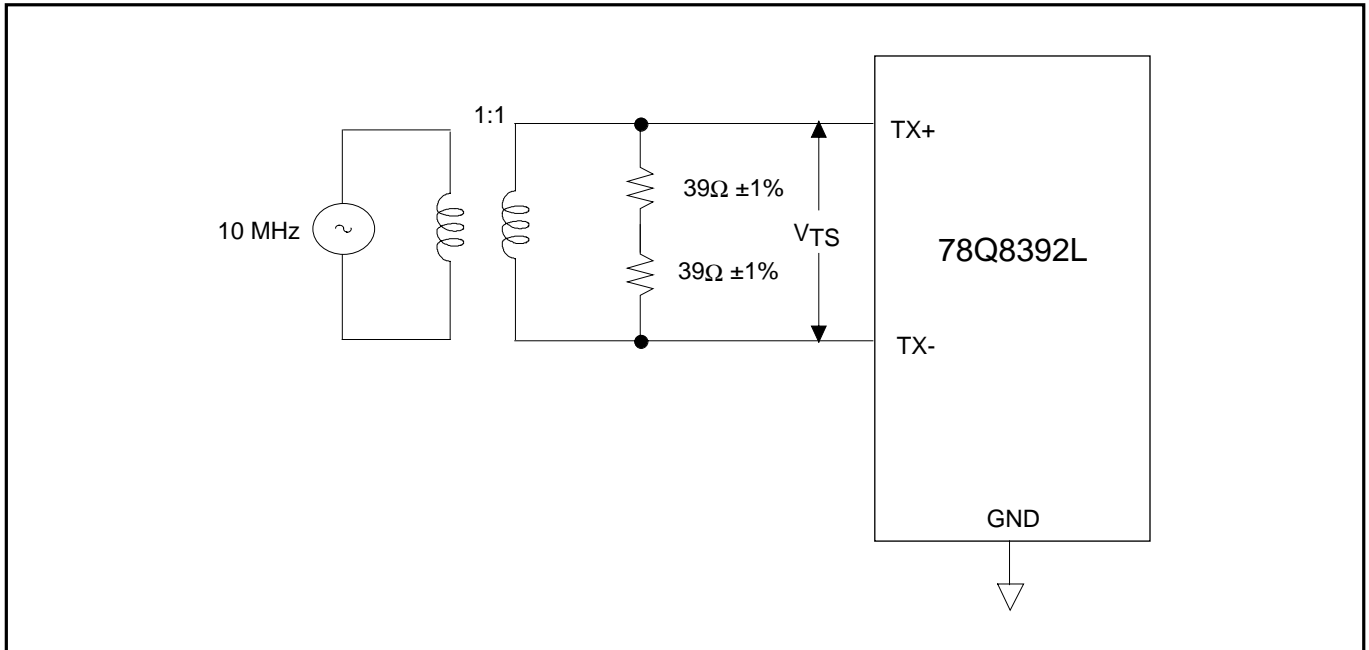 1:1
TX+
39Ω ±1%
10 MHz
VTS
78Q8392L
39Ω ±1%
TX-
GND